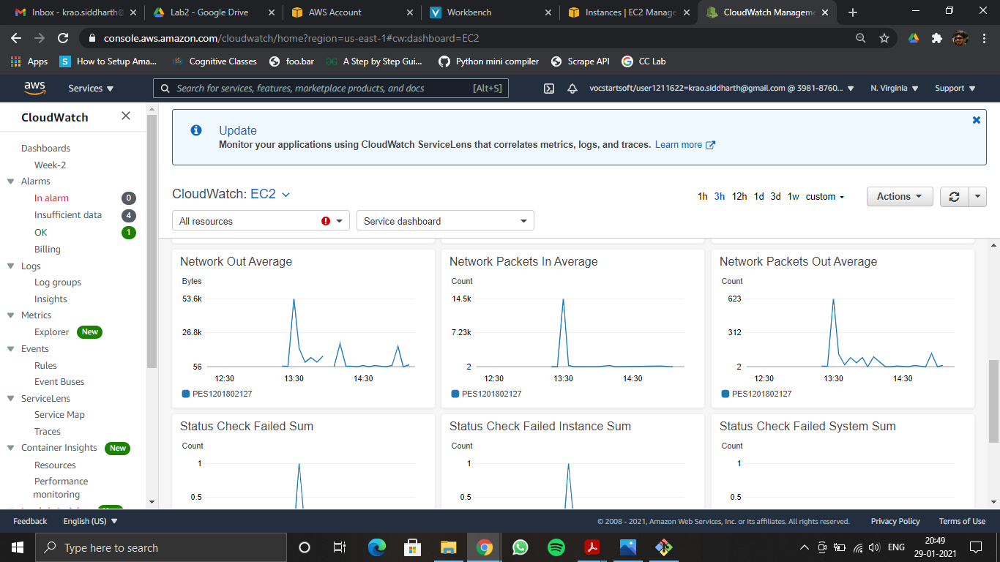 Inbox - krao.siddharth@
Lab2 - Google Drive
AWS Account
Workbench
Instances | EC2 Manage
CloudWatch Manageme
console.aws.amazon.com/cloudwatch/home?region=us-east-1#cw:dashboard=EC2
Apps
How to Setup Ama...
Cognitive Classes
foo.bar
A Step by Step Gui...
Python mini compiler
Scrape API
CC Lab
aws
Services
Search for services, features, marketplace products, and docs
[Alt+S]
vocstartsoft/user1211622=krao.siddharth@gmail.com @ 3981-8760...
N. Virginia
Support
CloudWatch
Dashboards
Week-2
Alarms
In alarm 0
Insufficient data 4
OK 1
Billing
Logs
Log groups
Insights
Metrics
Explorer New
Events
Rules
Event Buses
ServiceLens
Service Map
Traces
Container Insights New
Resources
Performance
monitoring
Update
Monitor your applications using CloudWatch ServiceLens that correlates metrics, logs, and traces. Learn more
CloudWatch: EC2
1h 3h 12h 1d 3d 1w custom
Actions
All resources
Service dashboard
Network Out Average
Bytes
53.6k
26.8k
56
12:30 13:30 14:30
PES1201802127
Network Packets In Average
Count
14.5k
7.23k
2
12:30 13:30 14:30
PES1201802127
Network Packets Out Average
Count
623
312
2
12:30 13:30 14:30
PES1201802127
Status Check Failed Sum
Count
1
0.5
Status Check Failed Instance Sum
Count
1
0.5
Status Check Failed System Sum
Count
1
0.5
Feedback
English (US)
© 2008 - 2021, Amazon Web Services, Inc. or its affiliates. All rights reserved.
Privacy Policy
Terms of Use
Type here to search
ENG
20:49
29-01-2021